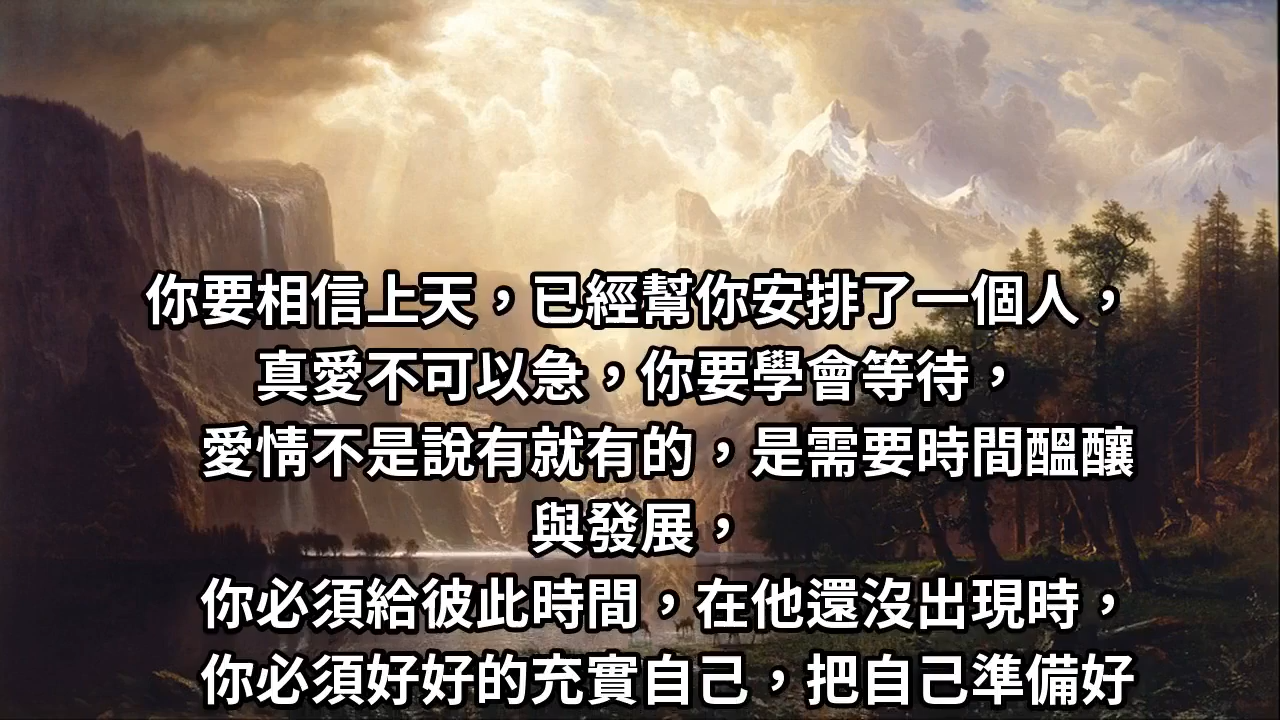 你要相信上天，已經幫你安排了一個人，
真愛不可以急，你要學會等待，
愛情不是說有就有的，是需要時間醞釀
與發展，
你必須給彼此時間，在他還沒出現時，
你必須好好的充實自己，把自己準備好